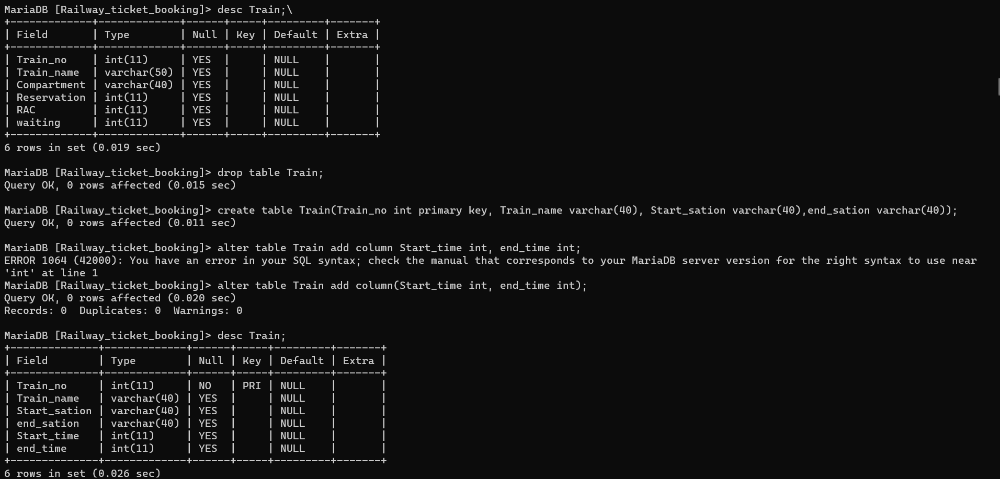 MariaDB [Railway_ticket_booking]> desc Train;\
+-------------+-------------+------+-----+---------+-------+
| Field       | Type        | Null | Key | Default | Extra |
+-------------+-------------+------+-----+---------+-------+
| Train_no    | int(11)     | YES  |     | NULL    |       |
| Train_name  | varchar(50) | YES  |     | NULL    |       |
| Compartment | varchar(40) | YES  |     | NULL    |       |
| Reservation | int(11)     | YES  |     | NULL    |       |
| RAC         | int(11)     | YES  |     | NULL    |       |
| waiting     | int(11)     | YES  |     | NULL    |       |
+-------------+-------------+------+-----+---------+-------+
6 rows in set (0.019 sec)

MariaDB [Railway_ticket_booking]> drop table Train;
Query OK, 0 rows affected (0.015 sec)

MariaDB [Railway_ticket_booking]> create table Train(Train_no int primary key, Train_name varchar(40), Start_sation varchar(40),end_sation varchar(40));
Query OK, 0 rows affected (0.011 sec)

MariaDB [Railway_ticket_booking]> alter table Train add column Start_time int, end_time int;
ERROR 1064 (42000): You have an error in your SQL syntax; check the manual that corresponds to your MariaDB server version for the right syntax to use near
'int' at line 1
MariaDB [Railway_ticket_booking]> alter table Train add column(Start_time int, end_time int);
Query OK, 0 rows affected (0.020 sec)
Records: 0  Duplicates: 0  Warnings: 0

MariaDB [Railway_ticket_booking]> desc Train;
+--------------+-------------+------+-----+---------+-------+
| Field        | Type        | Null | Key | Default | Extra |
+--------------+-------------+------+-----+---------+-------+
| Train_no     | int(11)     | NO   | PRI | NULL    |       |
| Train_name   | varchar(40) | YES  |     | NULL    |       |
| Start_sation | varchar(40) | YES  |     | NULL    |       |
| end_sation   | varchar(40) | YES  |     | NULL    |       |
| Start_time   | int(11)     | YES  |     | NULL    |       |
| end_time     | int(11)     | YES  |     | NULL    |       |
+--------------+-------------+------+-----+---------+-------+
6 rows in set (0.026 sec)